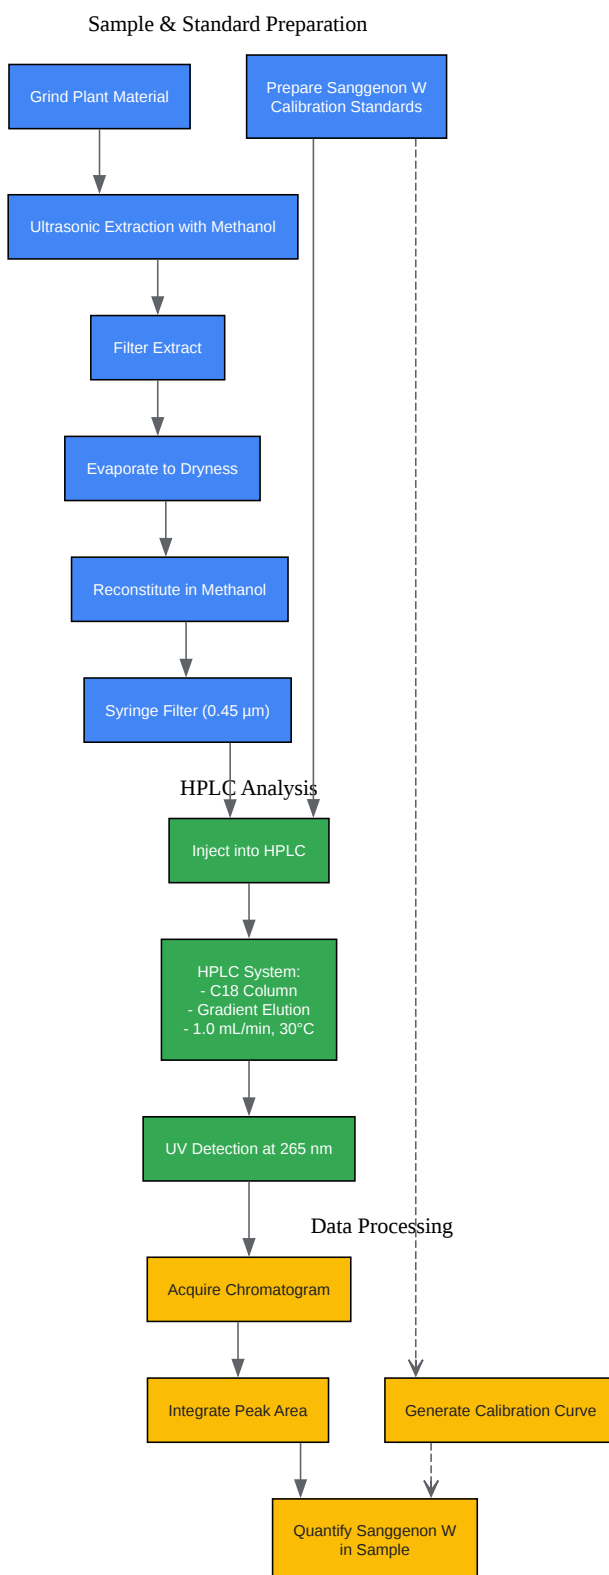 Sample & Standard Preparation
Grind Plant Material
Prepare Sanggenon W
Calibration Standards
Ultrasonic Extraction with Methanol
Filter Extract
Evaporate to Dryness
Reconstitute in Methanol
Syringe Filter (0.45 µm)
HPLC Analysis
Inject into HPLC
HPLC System:
- C18 Column
- Gradient Elution
- 1.0 mL/min, 30°C
UV Detection at 265 nm
Data Processing
Acquire Chromatogram
Integrate Peak Area
Generate Calibration Curve
Quantify Sanggenon W
in Sample